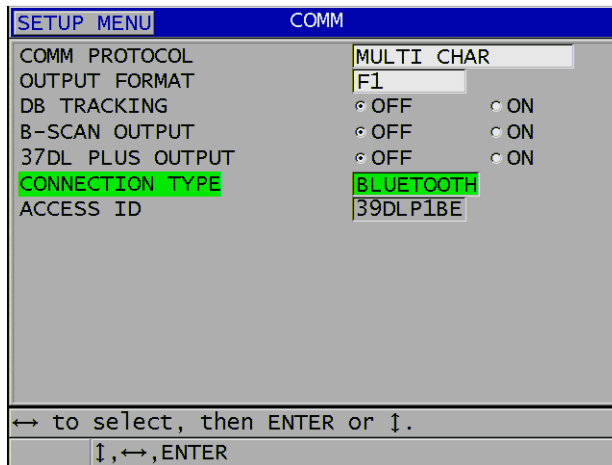 SETUP MENU COMM
COMM PROTOCOL MULTI CHAR
OUTPUT FORMAT F1
DB TRACKING OFF ON
B-SCAN OUTPUT OFF ON
37DL PLUS OUTPUT OFF ON
CONNECTION TYPE BLUETOOTH
ACCESS ID 39DLP1BE
↔ to select, then ENTER or ↕.
↕,↔,ENTER